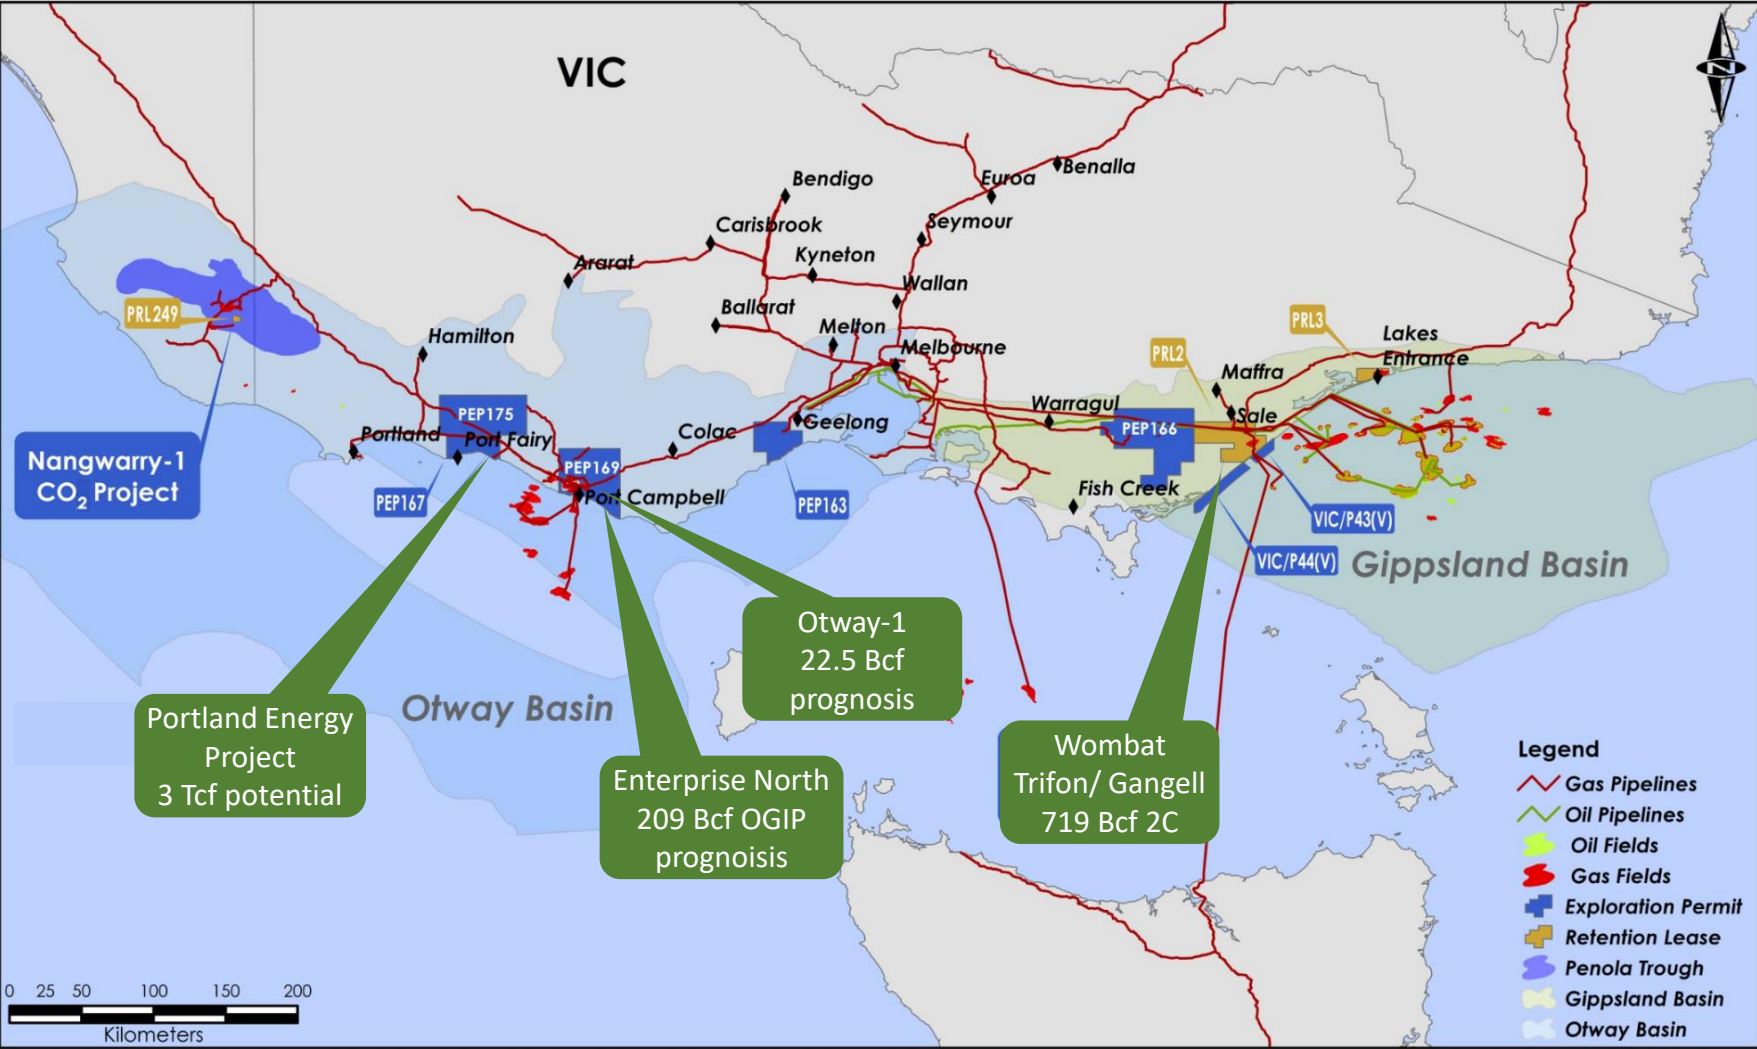 VIC
N
Bendigo
Benalla
Euroa
Carisbrook
Seymour
Kyneton
Ararat
Wallan
PRL249
Ballarat
Hamilton
Melton
Melbourne
PRL3
Lakes
Entrance
PRL2
Maffra
PEP175
Portland
Port Fairy
Colac
Geelong
Warragul
PEP166
Sale
Nangwarry-1
CO2 Project
PEP169
PEP167
Port Campbell
PEP163
Fish Creek
VIC/P43(V)
VIC/P44(V)
Gippsland Basin
Otway-1
22.5 Bcf
prognosis
Otway Basin
Portland Energy
Project
3 Tcf potential
Enterprise North
209 Bcf OGIP
prognoisis
Wombat
Trifon/ Gangell
719 Bcf 2C
Legend
Gas Pipelines
Oil Pipelines
Oil Fields
Gas Fields
Exploration Permit
Retention Lease
Penola Trough
Gippsland Basin
Otway Basin
0 25 50 100 150 200
Kilometers